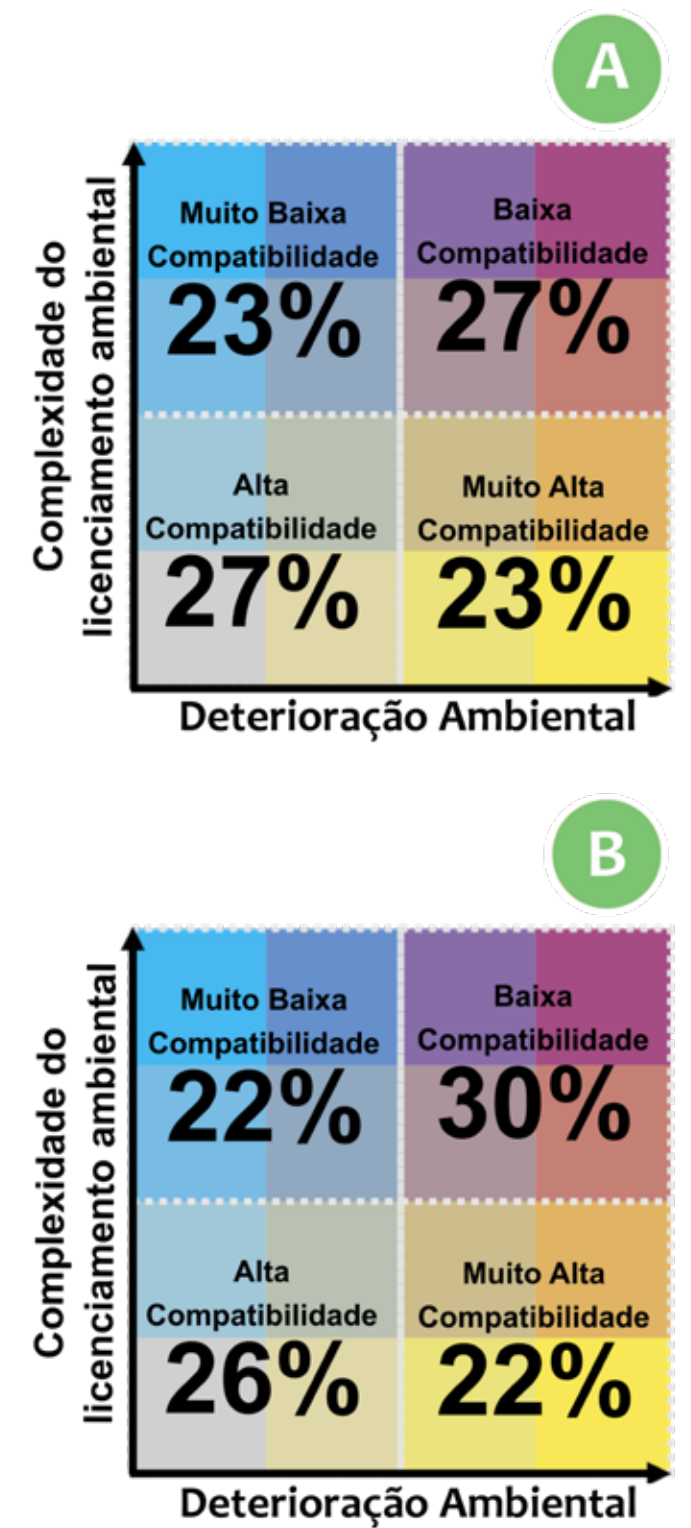 A
Complexidade do
licenciamento ambiental
Muito Baixa
Compatibilidade
23%
Baixa
Compatibilidade
27%
Alta
Compatibilidade
27%
Muito Alta
Compatibilidade
23%
Deterioração Ambiental
B
Complexidade do
licenciamento ambiental
Muito Baixa
Compatibilidade
22%
Baixa
Compatibilidade
30%
Alta
Compatibilidade
26%
Muito Alta
Compatibilidade
22%
Deterioração Ambiental